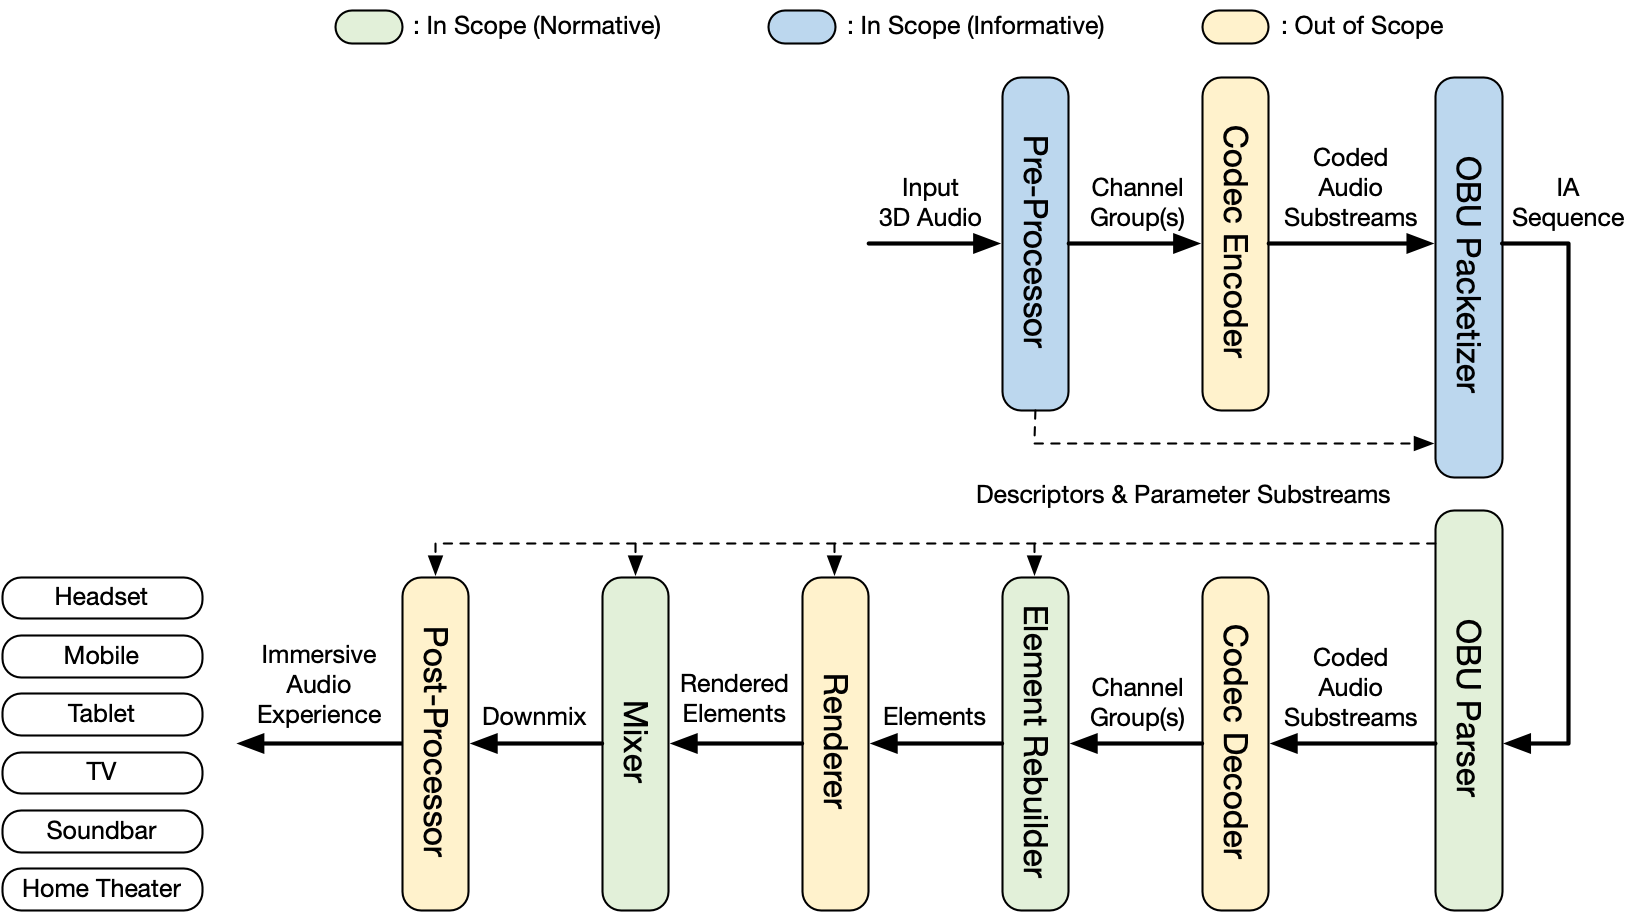 : In Scope (Normative)
: In Scope (Informative)
: Out of Scope
Input
3D Audio
Pre-Processor
Channel
Group(s)
Codec Encoder
Coded
Audio
Substreams
OBU Packetizer
IA
Sequence
Descriptors & Parameter Substreams
OBU Parser
Coded
Audio
Substreams
Codec Decoder
Channel
Group(s)
Element Rebuilder
Elements
Renderer
Rendered
Elements
Mixer
Downmix
Post-Processor
Immersive
Audio
Experience
Headset
Mobile
Tablet
TV
Soundbar
Home Theater